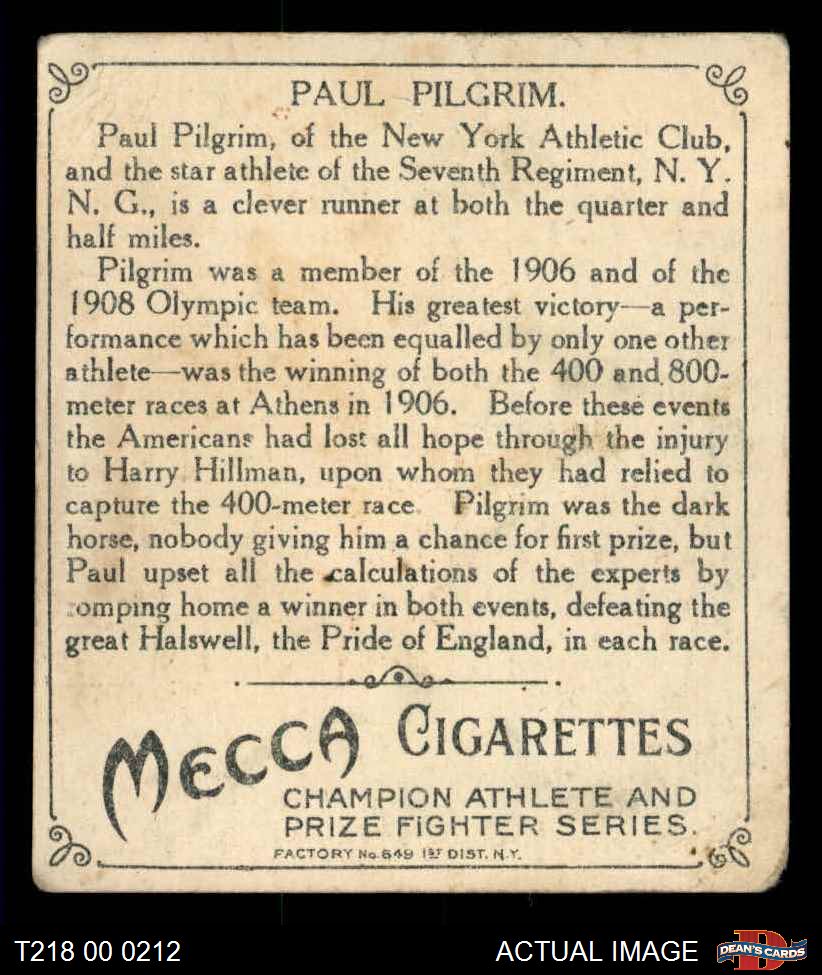 PAUL PILGRIM.
Paul Pilgrim, of the New York Athletic Club,
and the star athlete of the Seventh Regiment, N. Y.
N. G., is a clever runner at both the quarter and
half miles.
Pilgrim was a member of the 1906 and of the
1908 Olympic team. His greatest victory—a per-
formance which has been equalled by only one other
athlete—was the winning of both the 400 and 800-
meter races at Athens in 1906. Before these events
the Americans had lost all hope through the injury
to Harry Hillman, upon whom they had relied to
capture the 400-meter race. Pilgrim was the dark
horse, nobody giving him a chance for first prize, but
Paul upset all the calculations of the experts by
romping home a winner in both events, defeating the
great Halswell, the Pride of England, in each race.
MECCA CIGARETTES
CHAMPION ATHLETE AND
PRIZE FIGHTER SERIES.
FACTORY No. 649 1ST DIST. N.Y.
T218 00 0212 ACTUAL IMAGE DEAN'S CARDS